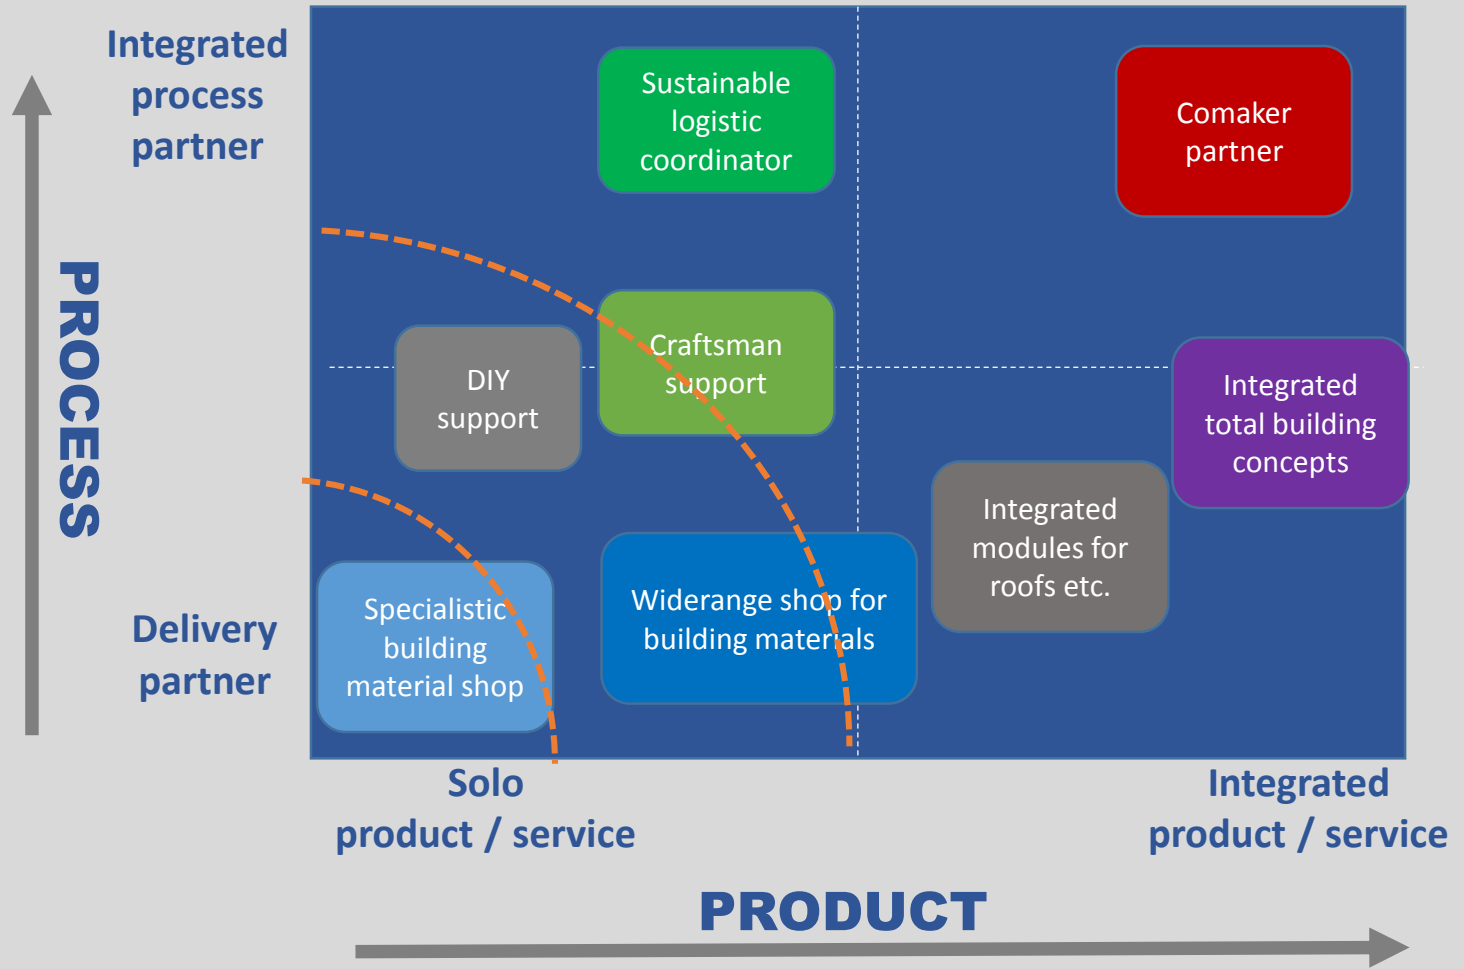 Integrated
process
partner
PROCESS
Delivery
partner
Sustainable
logistic
coordinator
Comaker
partner
DIY
support
Craftsman
support
Integrated
total building
concepts
Integrated
modules for
roofs etc.
Specialistic
building
material shop
Widerange shop for
building materials
Solo
product / service
Integrated
product / service
PRODUCT